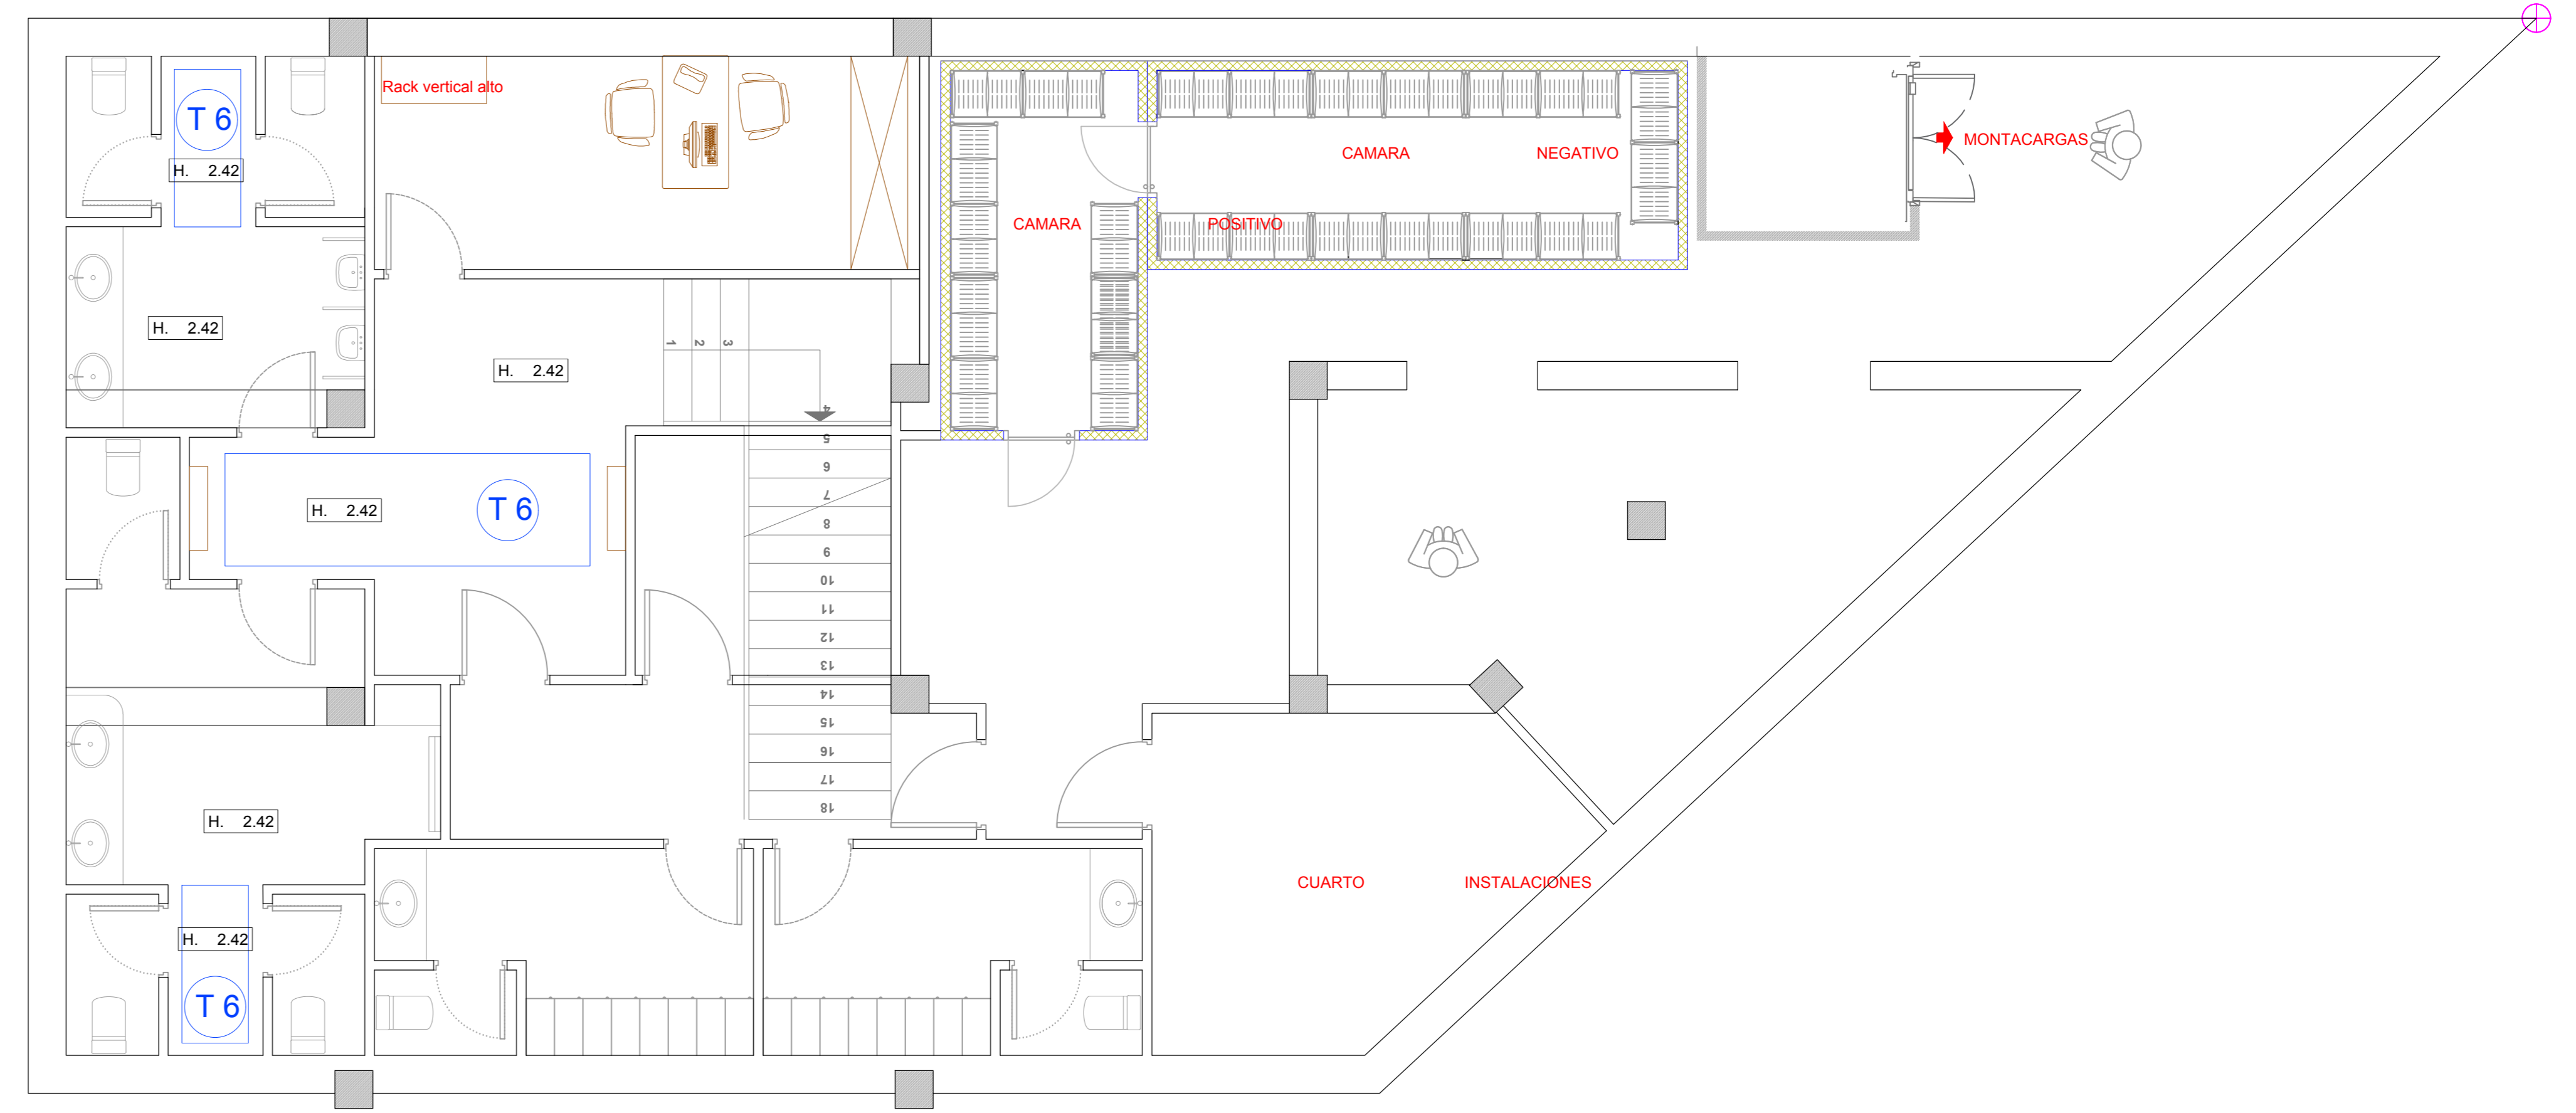 Rack vertical alto
T 6
MONTACARGAS
CAMARA NEGATIVO
H. 2.42
CAMARA POSITIVO
H. 2.42
1 2 3
H. 2.42
4
5
6
7
8
9
10
11
12
13
14
15
16
17
18
H. 2.42
T 6
H. 2.42
CUARTO INSTALACIONES
H. 2.42
T 6